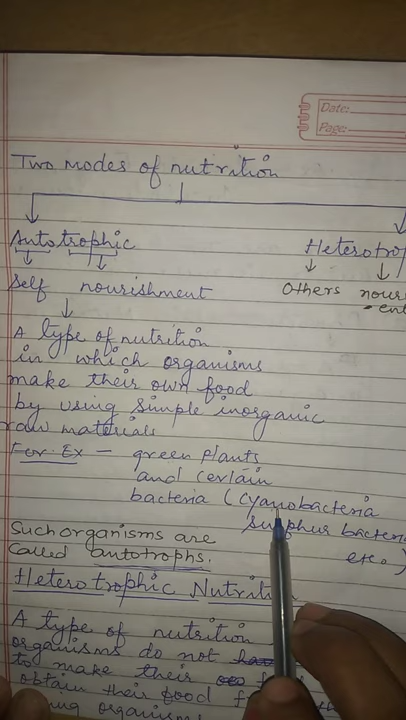 Date:
Page:
Two modes of nutrition
Autotrophic
Heterotrop
Self nourishment
Others nour
ent
A type of nutrition
in which organisms
make their own food
by using simple inorganic
raw materials
For Ex - green plants
and certain
bacteria (cyanobacteria
sulphur bacteria
etc.)
Such organisms are
called autotrophs.
Heterotrophic Nutriti
A type of nutrition
organisms do not
to make their
obtain their food
organisms